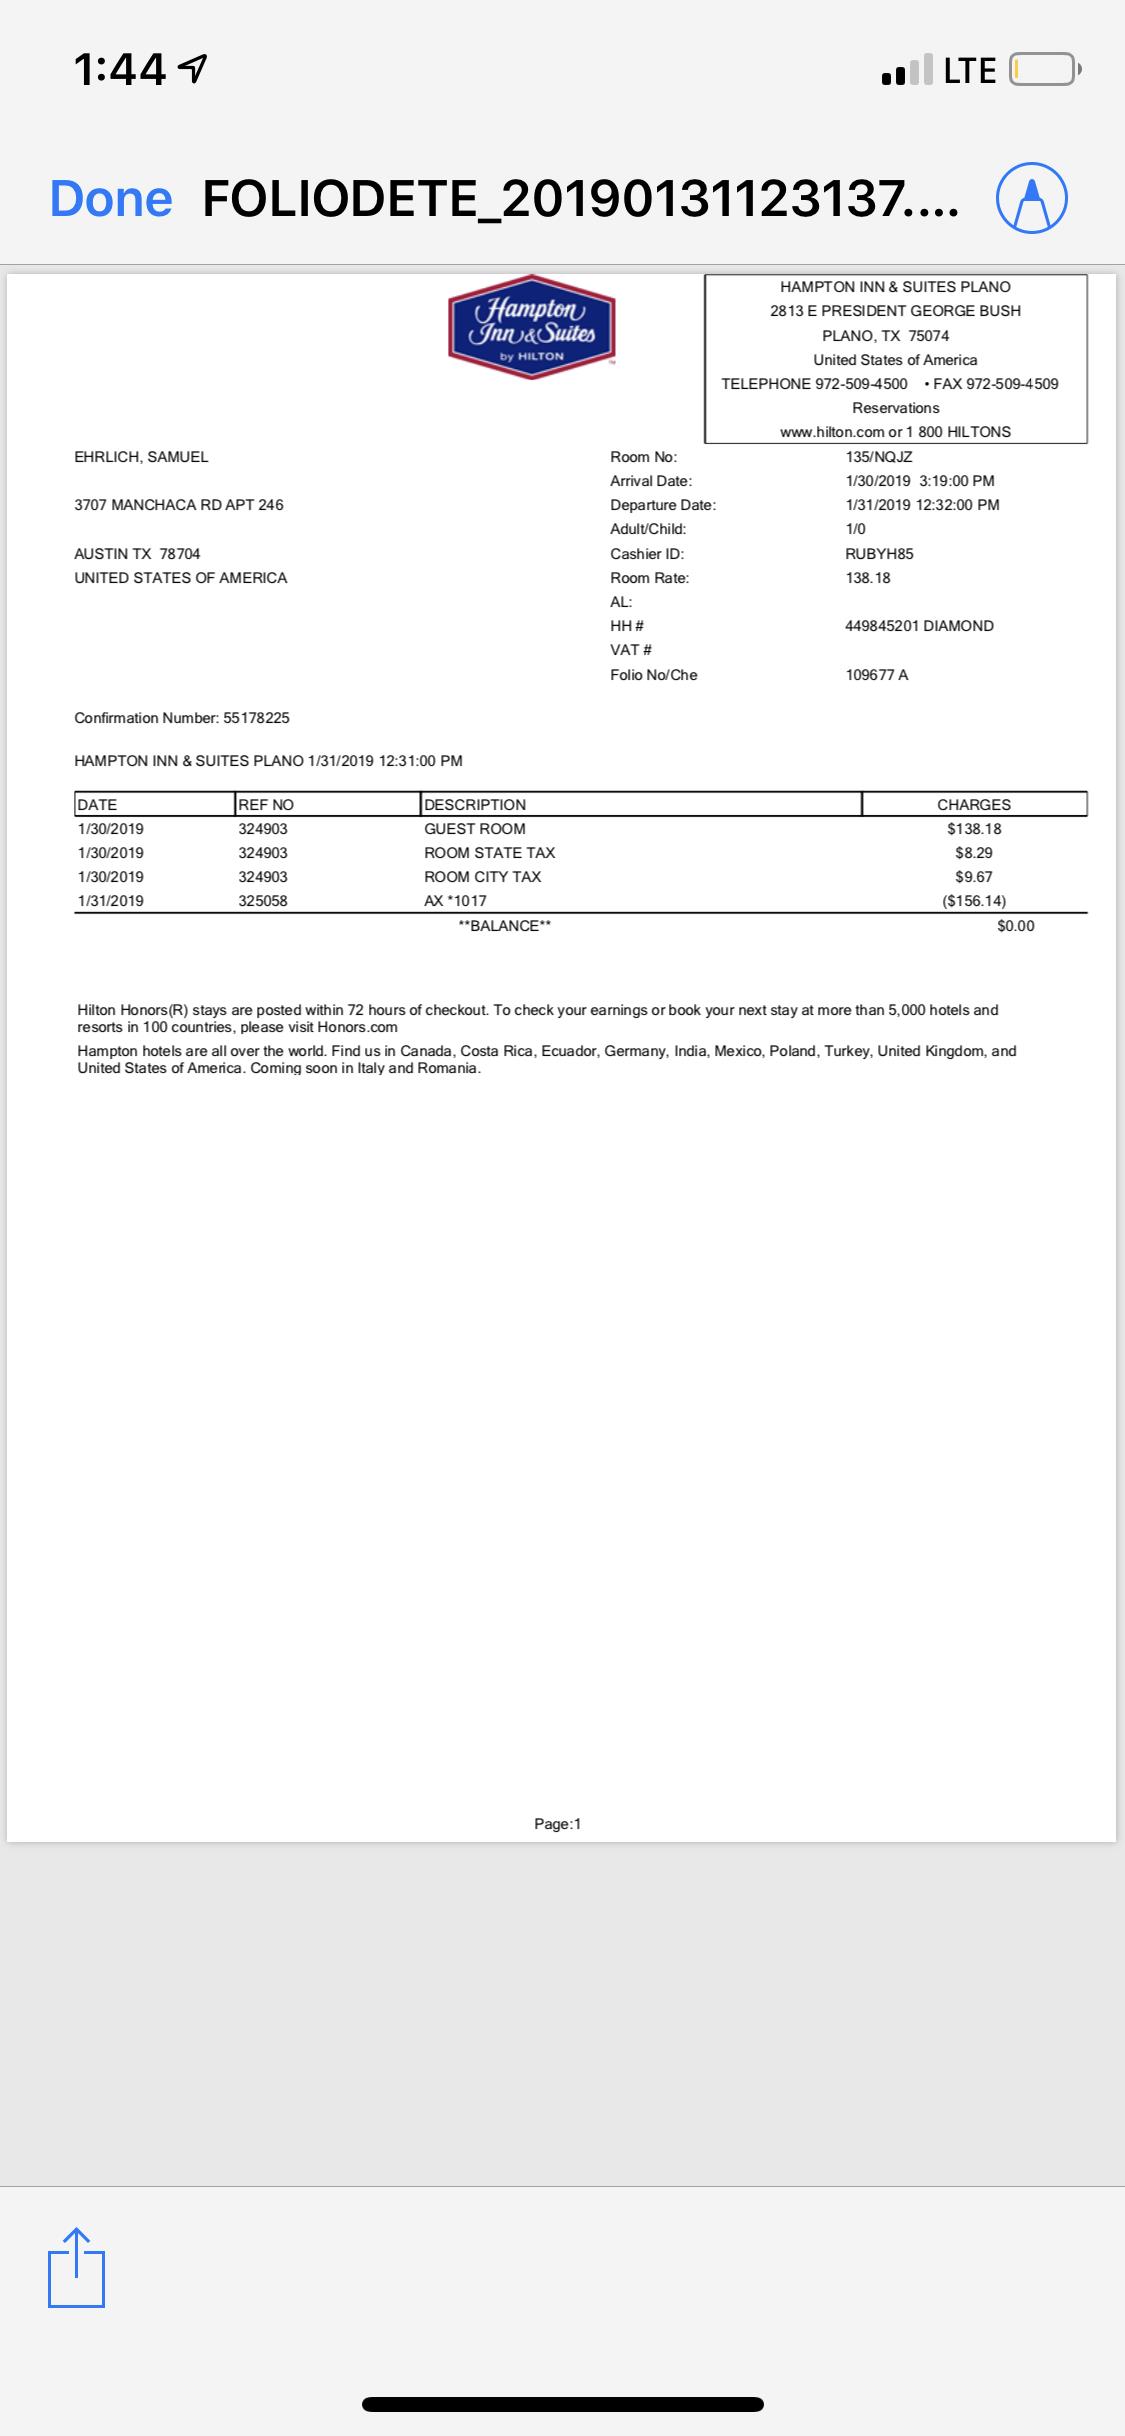 1:44 LTE
Done FOLIODETE_20190131123137....
Hampton
Inn & Suites
by HILTON
™
HAMPTON INN & SUITES PLANO
2813 E PRESIDENT GEORGE BUSH
PLANO, TX 75074
United States of America
TELEPHONE 972-509-4500 • FAX 972-509-4509
Reservations
www.hilton.com or 1 800 HILTONS
EHRLICH, SAMUEL
3707 MANCHACA RD APT 246
AUSTIN TX 78704
UNITED STATES OF AMERICA
Room No: 135/NQJZ
Arrival Date: 1/30/2019 3:19:00 PM
Departure Date: 1/31/2019 12:32:00 PM
Adult/Child: 1/0
Cashier ID: RUBYH85
Room Rate: 138.18
AL:
HH # 449845201 DIAMOND
VAT #
Folio No/Che 109677 A
Confirmation Number: 55178225
HAMPTON INN & SUITES PLANO 1/31/2019 12:31:00 PM
DATE REF NO DESCRIPTION CHARGES
1/30/2019 324903 GUEST ROOM $138.18
1/30/2019 324903 ROOM STATE TAX $8.29
1/30/2019 324903 ROOM CITY TAX $9.67
1/31/2019 325058 AX *1017 ($156.14)
**BALANCE** $0.00
Hilton Honors(R) stays are posted within 72 hours of checkout. To check your earnings or book your next stay at more than 5,000 hotels and
resorts in 100 countries, please visit Honors.com
Hampton hotels are all over the world. Find us in Canada, Costa Rica, Ecuador, Germany, India, Mexico, Poland, Turkey, United Kingdom, and
United States of America. Coming soon in Italy and Romania.
Page:1